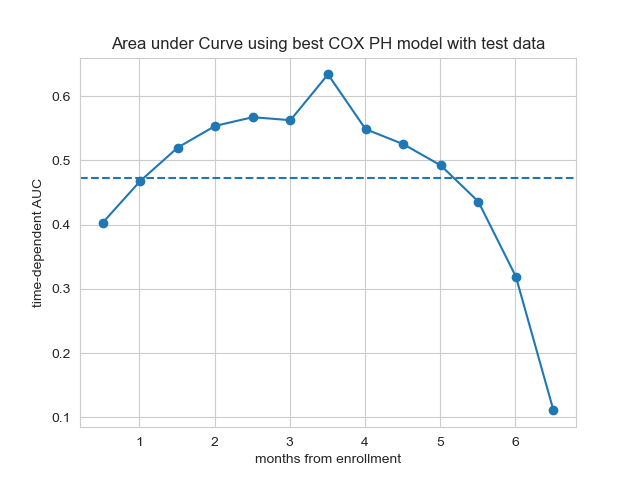 Area under Curve using best COX PH model with test data
time-dependent AUC
0.6
0.5
0.4
0.3
0.2
0.1
1 2 3 4 5 6
months from enrollment